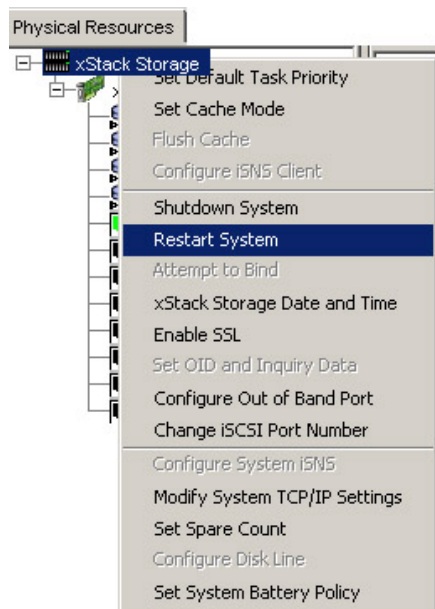 Physical Resources
xStack Storage
Set Default Task Priority
Set Cache Mode
Flush Cache
Configure iSNS Client
Shutdown System
Restart System
Attempt to Bind
xStack Storage Date and Time
Enable SSL
Set OID and Inquiry Data
Configure Out of Band Port
Change iSCSI Port Number
Configure System iSNS
Modify System TCP/IP Settings
Set Spare Count
Configure Disk Line
Set System Battery Policy